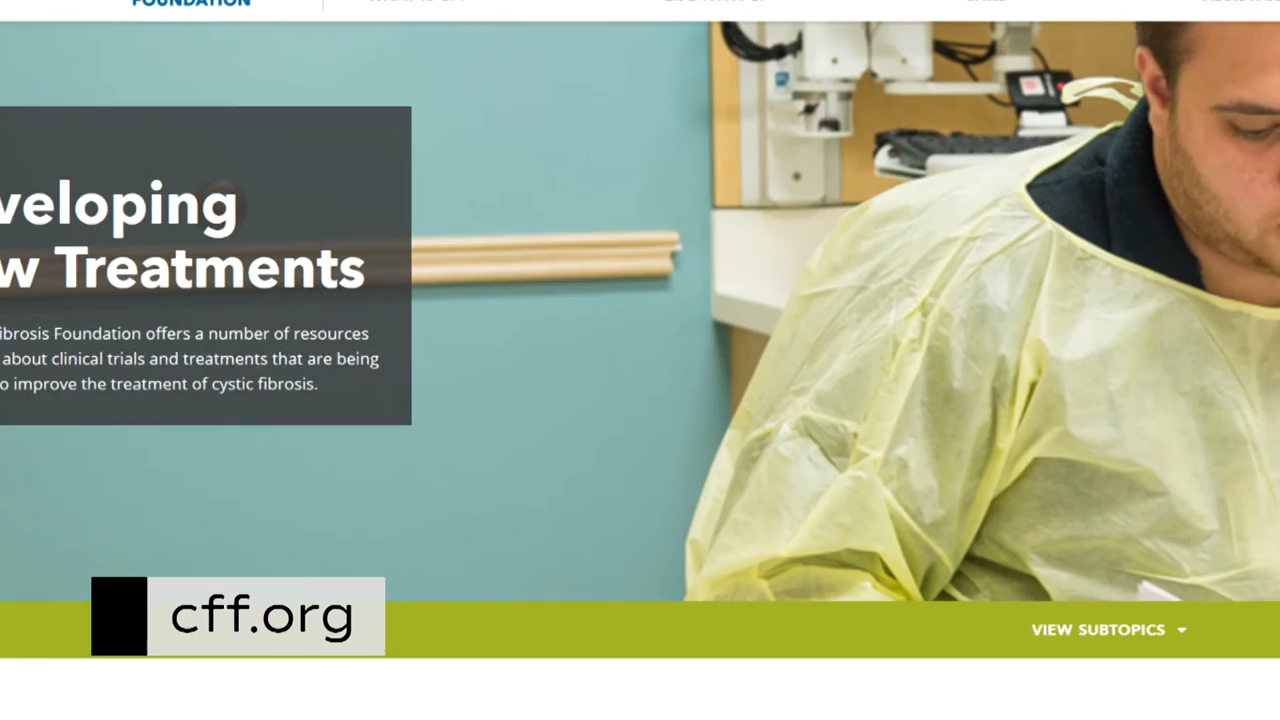 FOUNDATION
veloping
w Treatments
ibrosis Foundation offers a number of resources
about clinical trials and treatments that are being
o improve the treatment of cystic fibrosis.
cff.org
VIEW SUBTOPICS